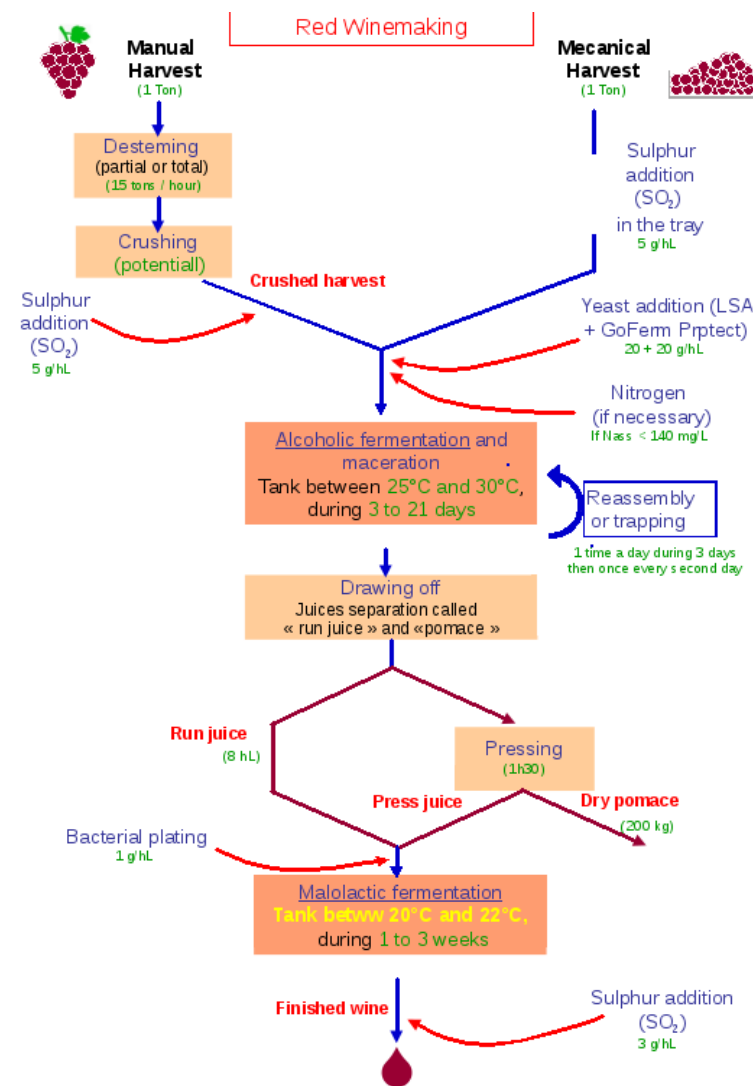 Red Winemaking
Manual
Harvest
(1 Ton)
Mecanical
Harvest
(1 Ton)
Desteming
(partial or total)
(15 tons / hour)
Sulphur
addition
(SO₂)
in the tray
5 g/hL
Crushing
(potentiall)
Crushed harvest
Sulphur
addition
(SO₂)
5 g/hL
Yeast addition (LSA
+ GoFerm Prptect)
20 + 20 g/hL
Nitrogen
(if necessary)
If Nass < 140 mg/L
Alcoholic fermentation and
maceration
Tank between 25°C and 30°C,
during 3 to 21 days
Reassembly
or trapping
1 time a day during 3 days
then once every second day
Drawing off
Juices separation called
« run juice » and «pomace »
Run juice
(8 hL)
Pressing
(1h30)
Press juice
Dry pomace
(200 kg)
Bacterial plating
1 g/hL
Malolactic fermentation
Tank betww 20°C and 22°C,
during 1 to 3 weeks
Finished wine
Sulphur addition
(SO₂)
3 g/hL